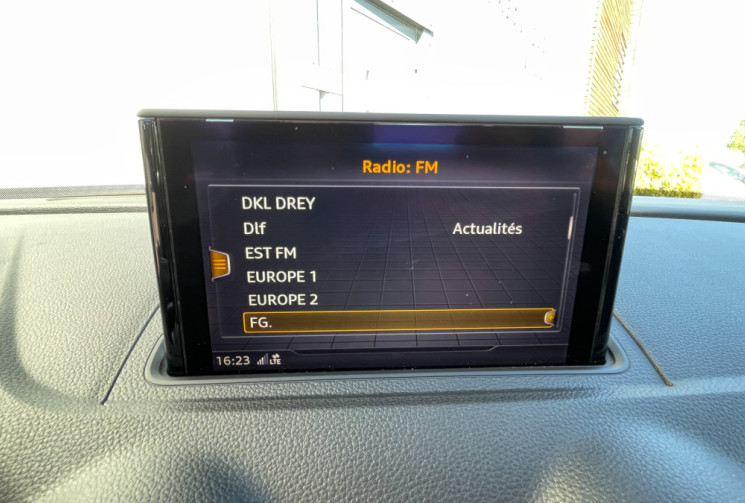 Radio: FM
DKL DREY
Dlf Actualités
EST FM
EUROPE 1
EUROPE 2
FG.
16:23 LTE